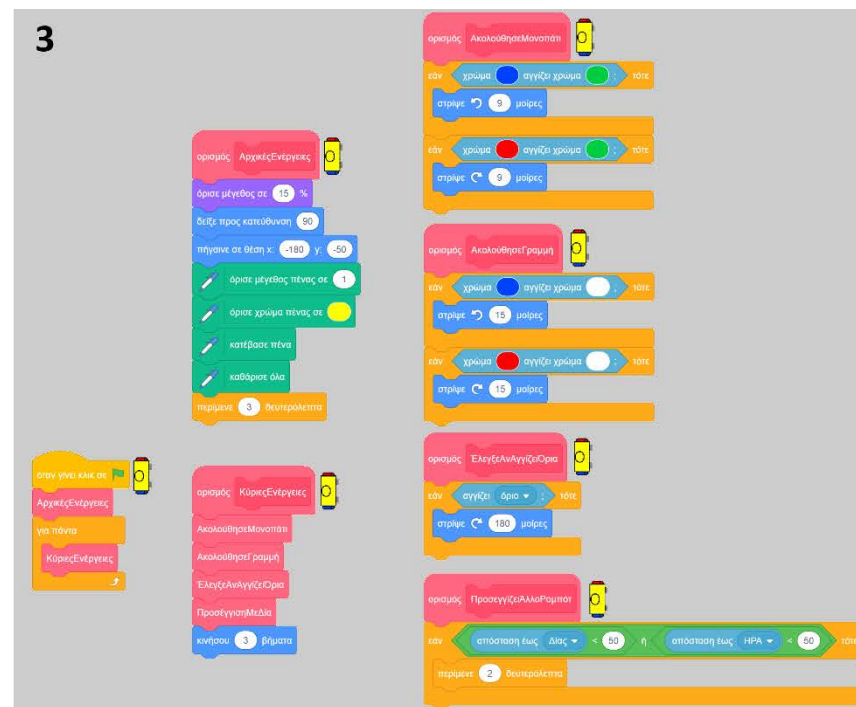 3
ορισμός ΑρχικέςΕνέργειες
όρισε μέγεθος σε 15 %
δείξε προς κατεύθυνση 90
πήγαινε σε θέση x: -180 y: -50
όρισε μέγεθος πένας σε 1
όρισε χρώμα πένας σε
κατέβασε πένα
καθάρισε όλα
περίμενε 3 δευτερόλεπτα
όταν γίνει κλικ σε
ΑρχικέςΕνέργειες
για πάντα
ΚύριεςΕνέργειες
ορισμός ΚύριεςΕνέργειες
ΑκολούθησεΜονοπάτι
ΑκολούθησεΓραμμή
ΈλεγξεΑνΑγγίζειΌρια
ΠροσέγγισηΜεΔία
κινήσου 3 βήματα
ορισμός ΑκολούθησεΜονοπάτι
εάν χρώμα αγγίζει χρώμα ; τότε
στρίψε 9 μοίρες
εάν χρώμα αγγίζει χρώμα ; τότε
στρίψε 9 μοίρες
ορισμός ΑκολούθησεΓραμμή
εάν χρώμα αγγίζει χρώμα ; τότε
στρίψε 15 μοίρες
εάν χρώμα αγγίζει χρώμα ; τότε
στρίψε 15 μοίρες
ορισμός ΈλεγξεΑνΑγγίζειΌρια
εάν αγγίζει όριο ; τότε
στρίψε 180 μοίρες
ορισμός ΠροσεγγίζειΆλλοΡομποτ
εάν απόσταση έως Δίας < 50 ή απόσταση έως ΗΡΑ < 50 τότε
περίμενε 2 δευτερόλεπτα